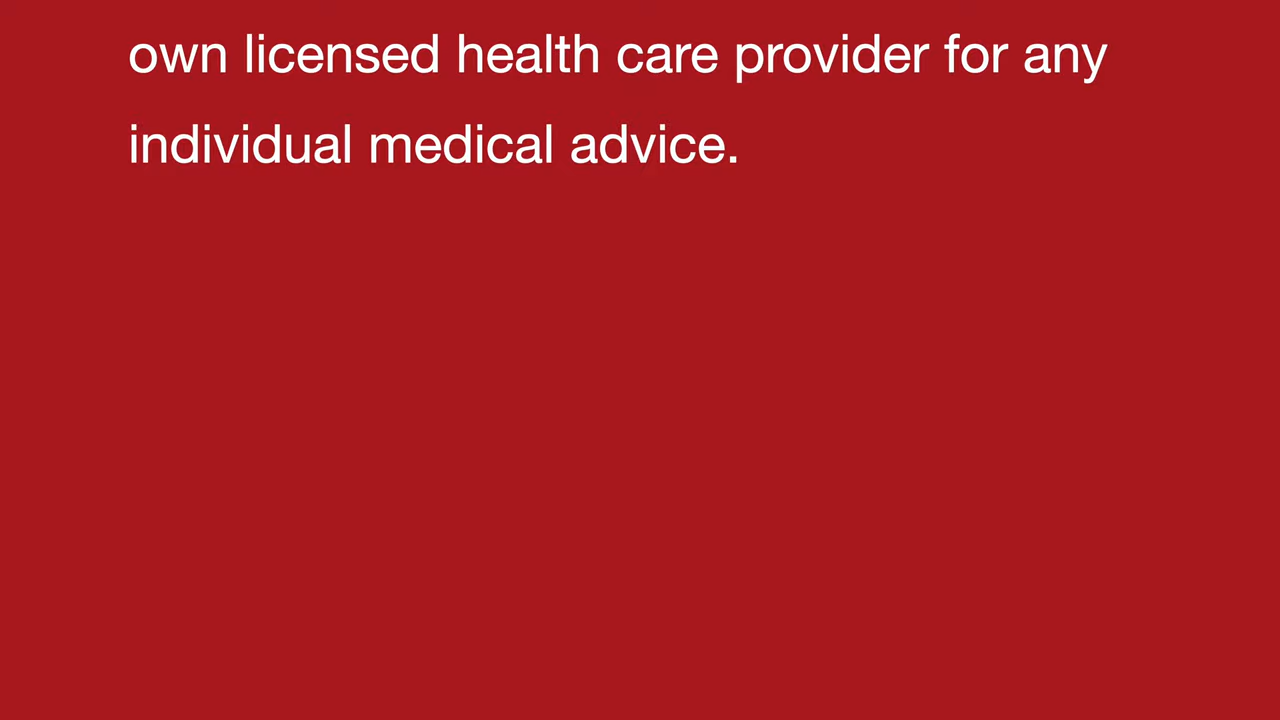 own licensed health care provider for any
individual medical advice.